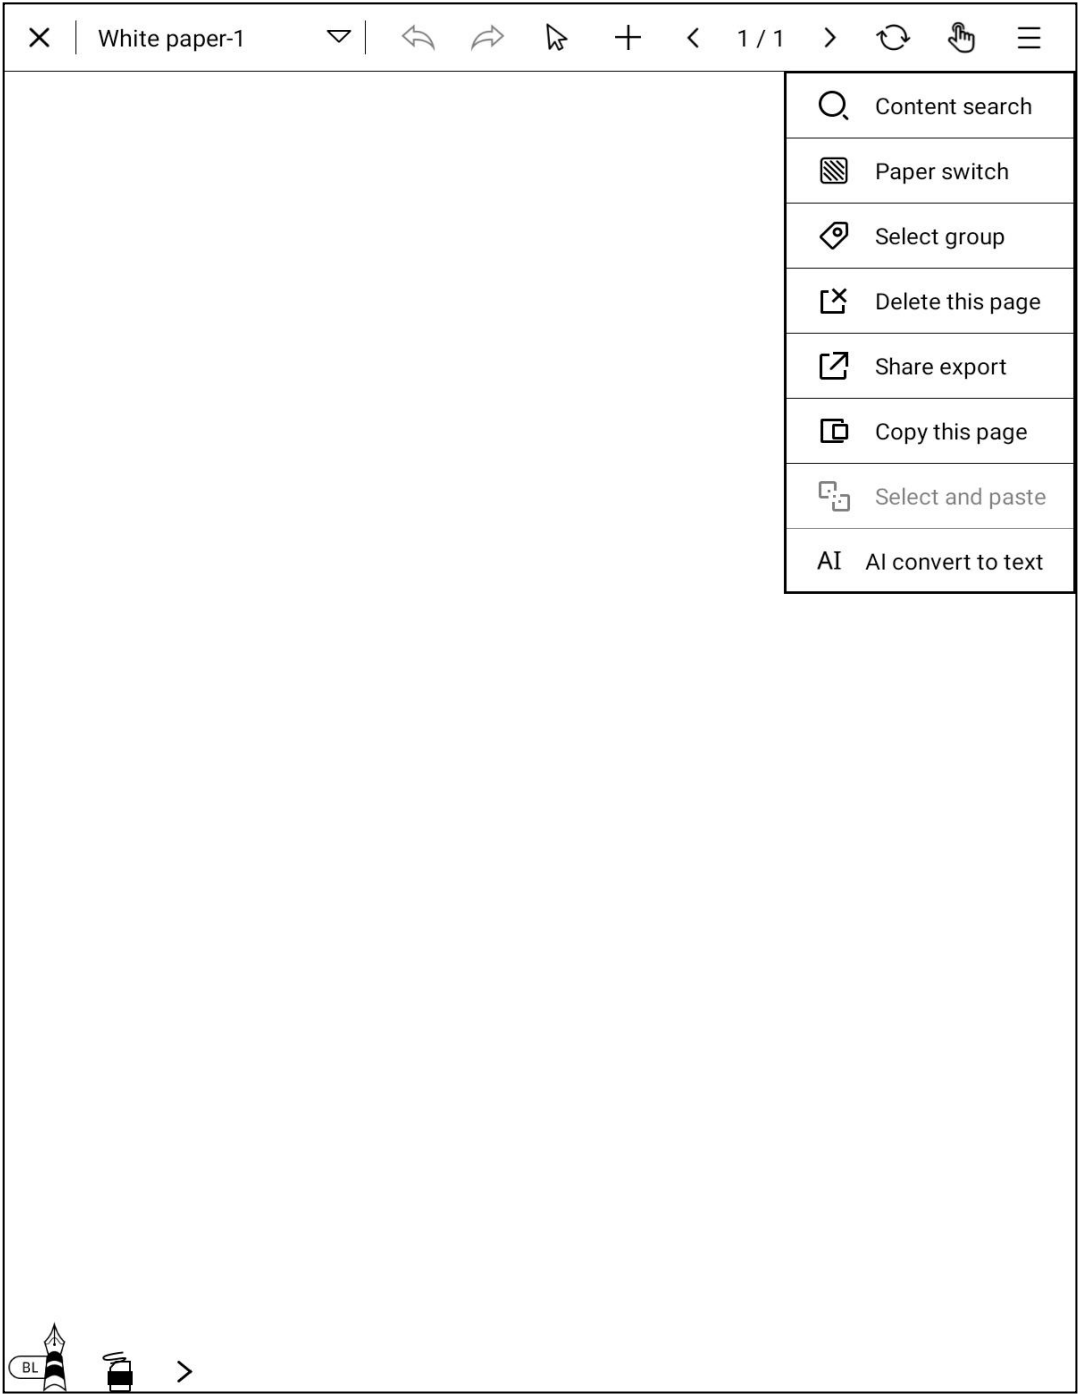 White paper-1
1 / 1
Content search
Paper switch
Select group
Delete this page
Share export
Copy this page
Select and paste
AI AI convert to text
BL